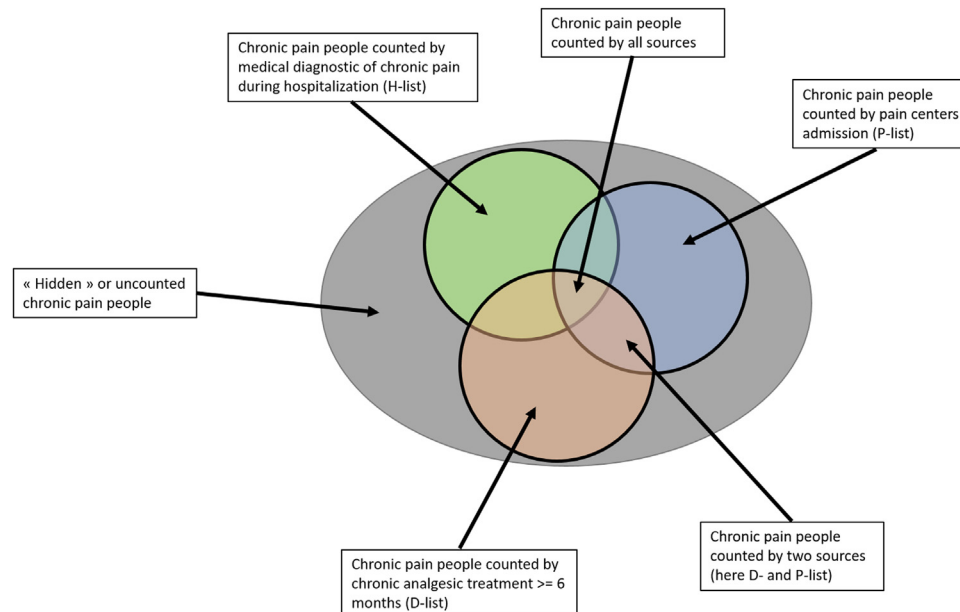 Chronic pain people
counted by all sources
Chronic pain people counted by
medical diagnostic of chronic pain
during hospitalization (H-list)
Chronic pain people
counted by pain centers
admission (P-list)
« Hidden » or uncounted
chronic pain people
Chronic pain people
counted by two sources
(here D- and P-list)
Chronic pain people counted by
chronic analgesic treatment >= 6
months (D-list)